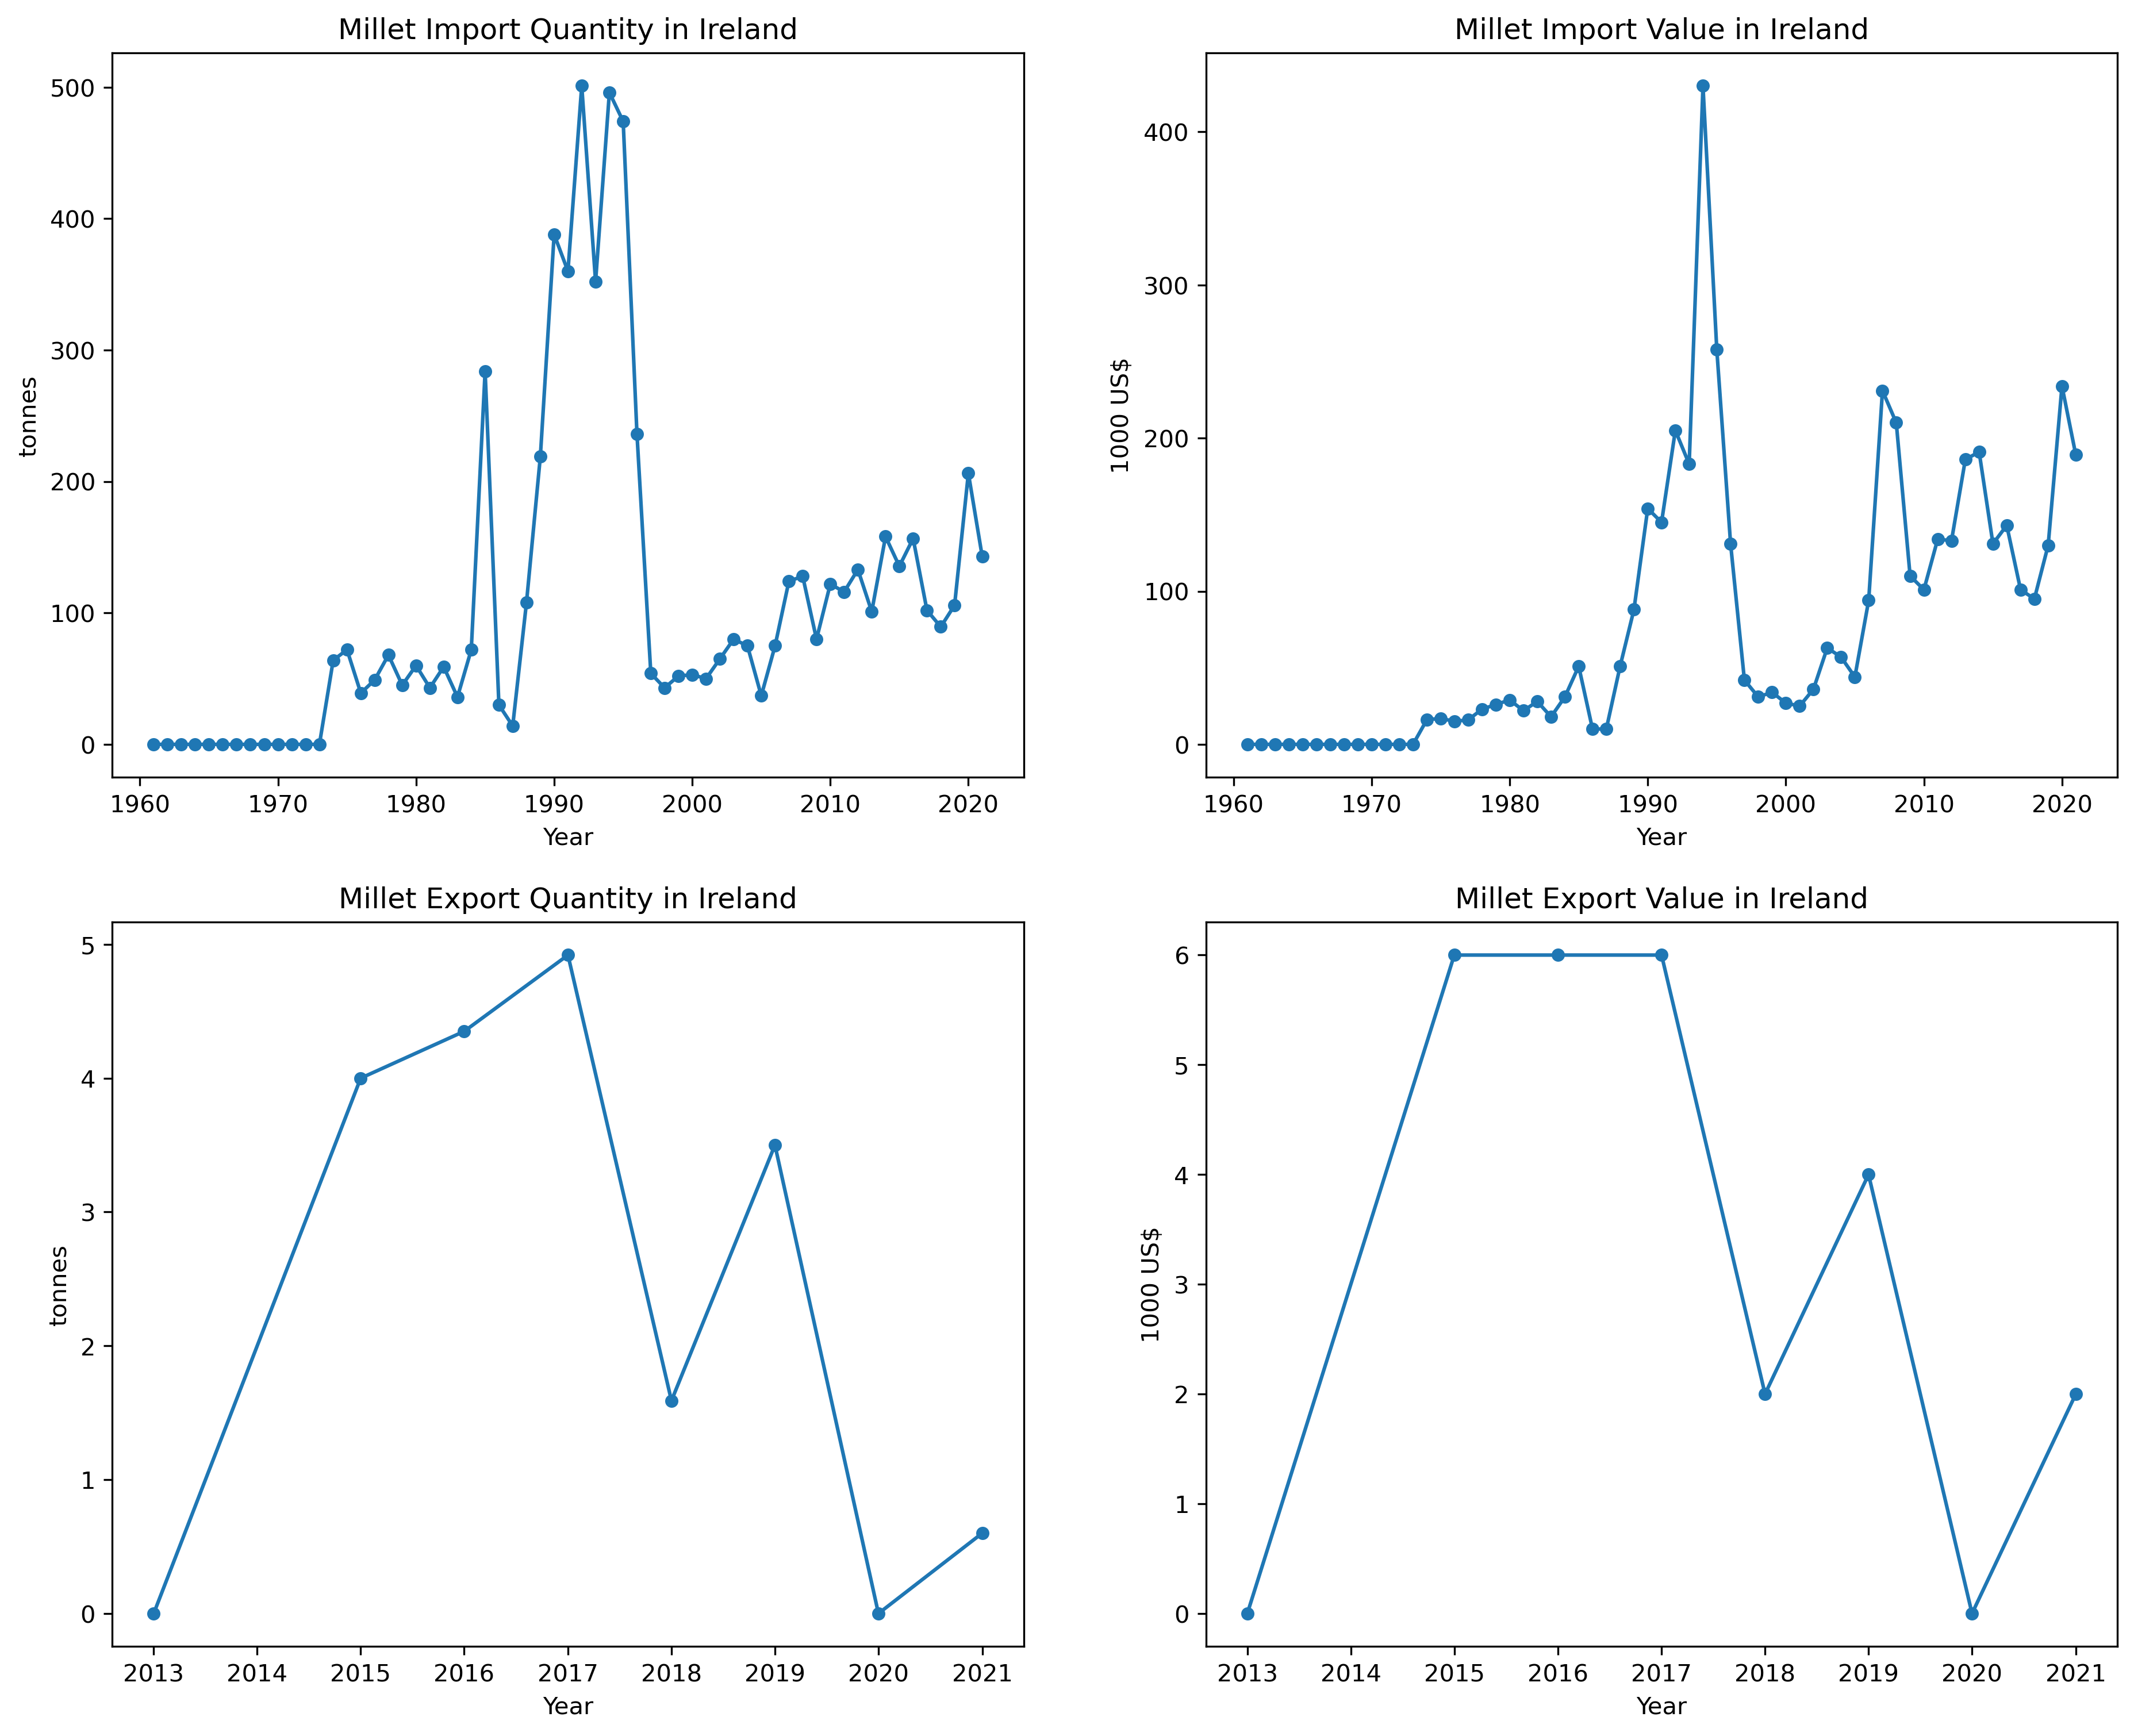 Millet Import Quantity in Ireland
tonnes
500
400
300
200
100
0
1960 1970 1980 1990 2000 2010 2020
Year
Millet Import Value in Ireland
1000 US$
400
300
200
100
0
1960 1970 1980 1990 2000 2010 2020
Year
Millet Export Quantity in Ireland
tonnes
5
4
3
2
1
0
2013 2014 2015 2016 2017 2018 2019 2020 2021
Year
Millet Export Value in Ireland
1000 US$
6
5
4
3
2
1
0
2013 2014 2015 2016 2017 2018 2019 2020 2021
Year